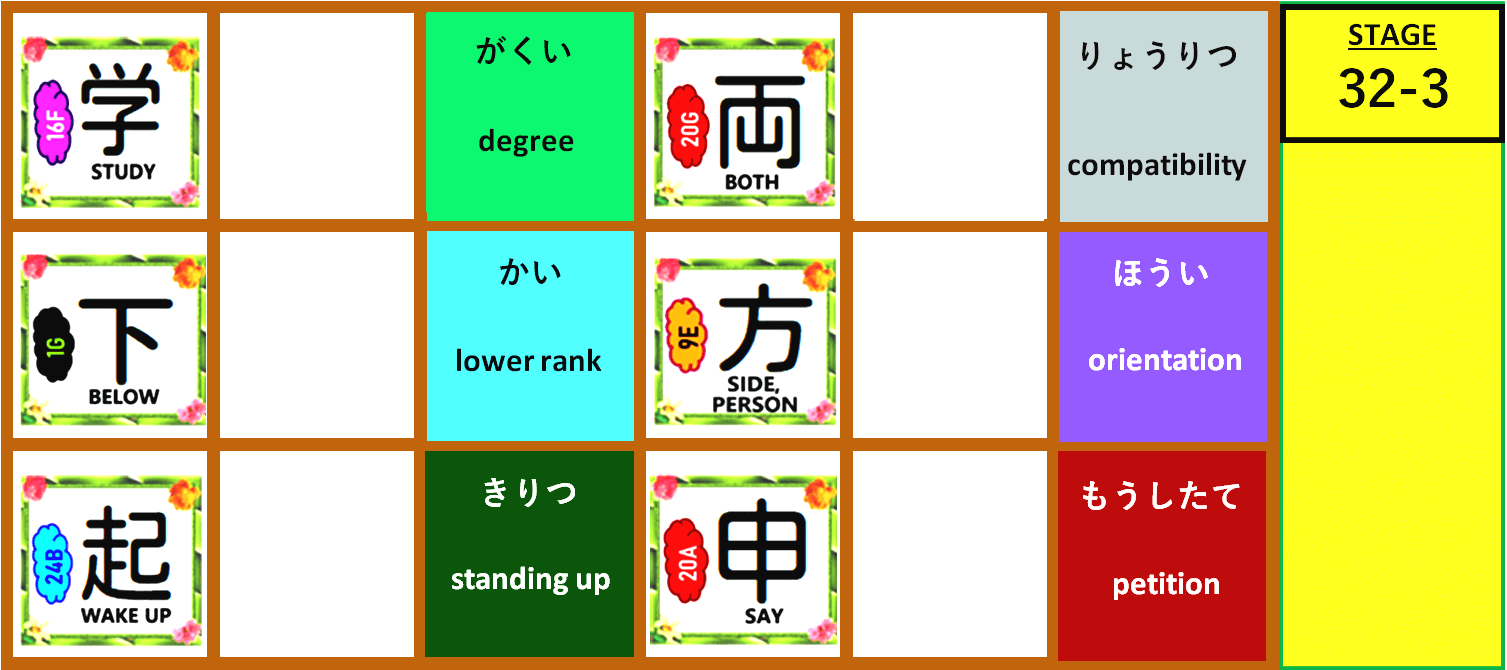 16F
学
STUDY
がくい
degree
20G
両
BOTH
りょうりつ
compatibility
STAGE
32-3
1G
下
BELOW
かい
lower rank
9E
方
SIDE,
PERSON
ほうい
orientation
24B
起
WAKE UP
きりつ
standing up
20A
申
SAY
もうしたて
petition